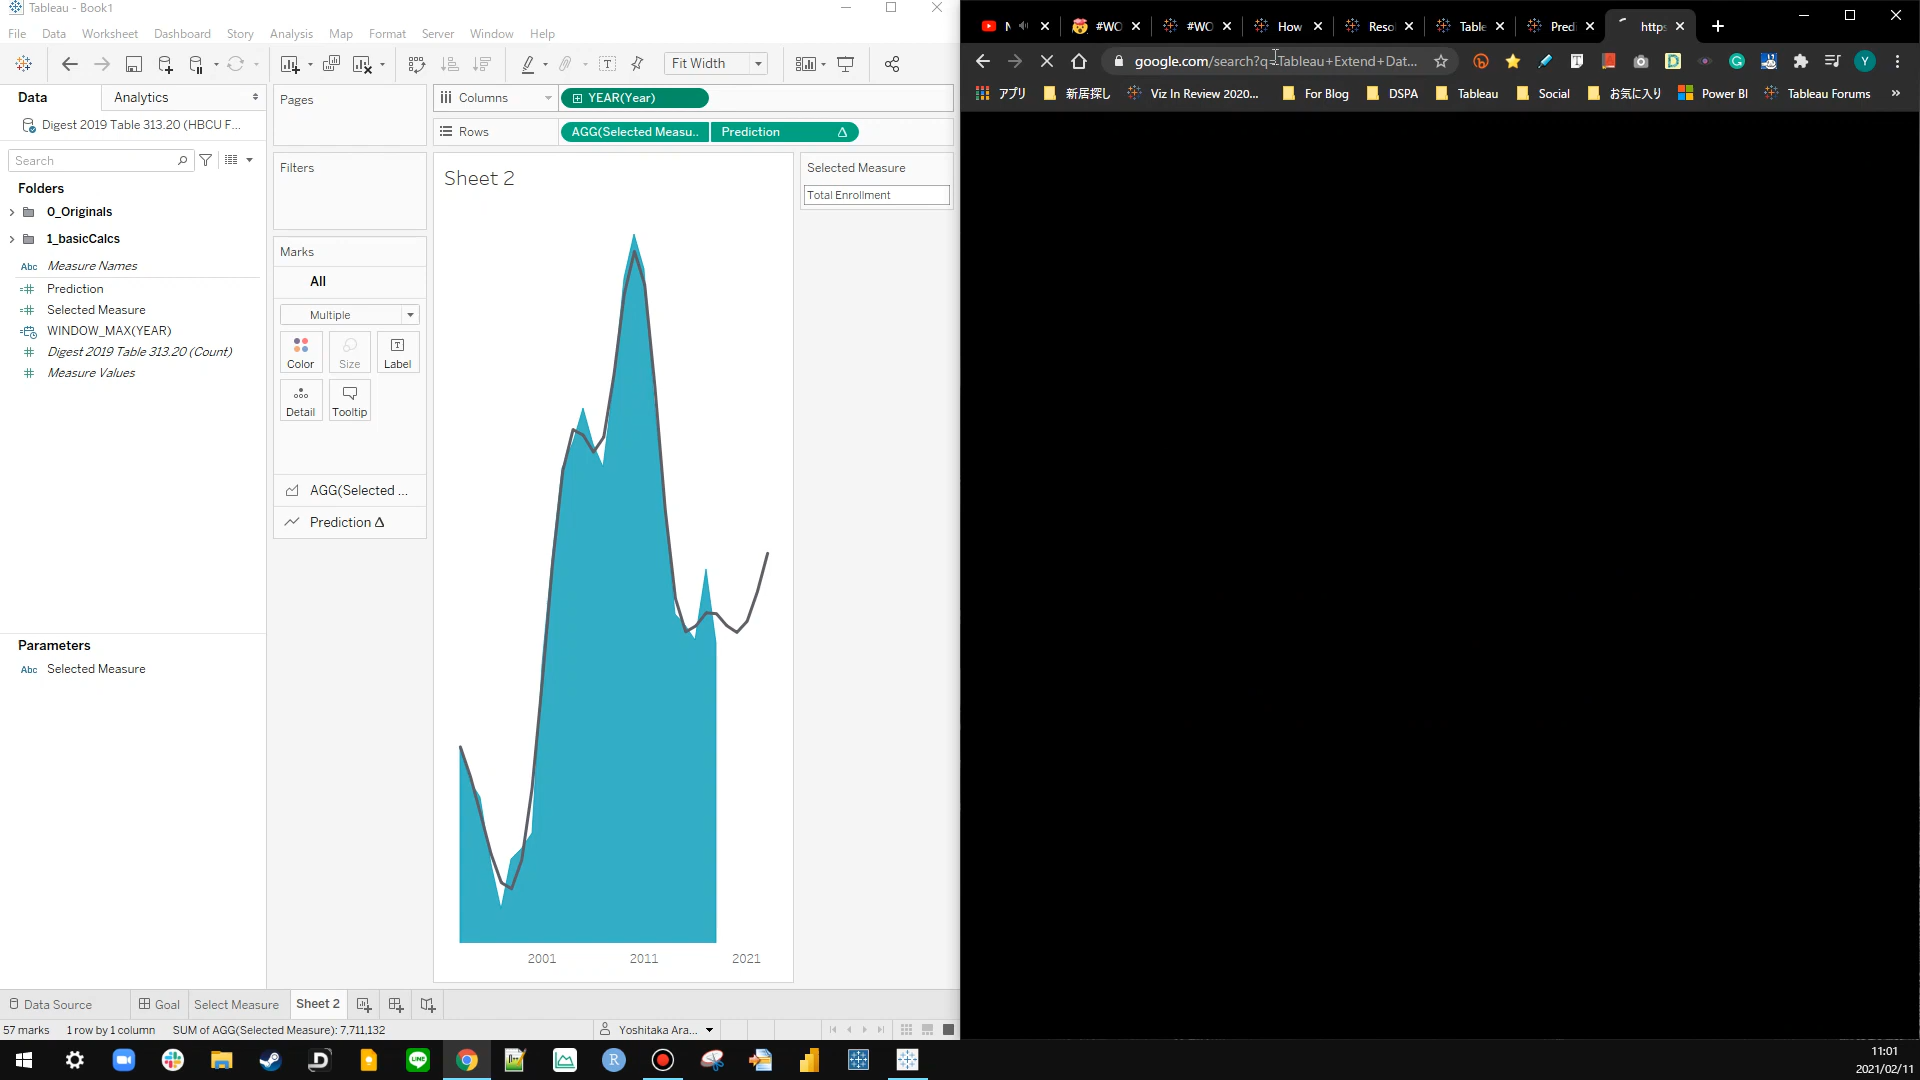 Tableau - Book1
File Data Worksheet Dashboard Story Analysis Map Format Server Window Help
Fit Width
Data Analytics
Digest 2019 Table 313.20 (HBCU F...
Search
Folders
0_Originals
1_basicCalcs
Abc Measure Names
Prediction
Selected Measure
WINDOW_MAX(YEAR)
Digest 2019 Table 313.20 (Count)
Measure Values
Parameters
Abc Selected Measure
Pages
Filters
Marks
All
Multiple
Color Size Label
Detail Tooltip
AGG(Selected ...
Prediction Δ
Columns YEAR(Year)
Rows AGG(Selected Measu.. Prediction Δ
Sheet 2
2001 2011 2021
Selected Measure
Total Enrollment
Data Source Goal Select Measure Sheet 2
57 marks 1 row by 1 column SUM of AGG(Selected Measure): 7,711,132
Yoshitaka Ara...
#WO #WO How Reso Table Predi https
google.com/search?q=Tableau+Extend+Dat...
アプリ 新居探し Viz In Review 2020... For Blog DSPA Tableau Social お気に入り Power BI Tableau Forums »
Y
11:01
2021/02/11